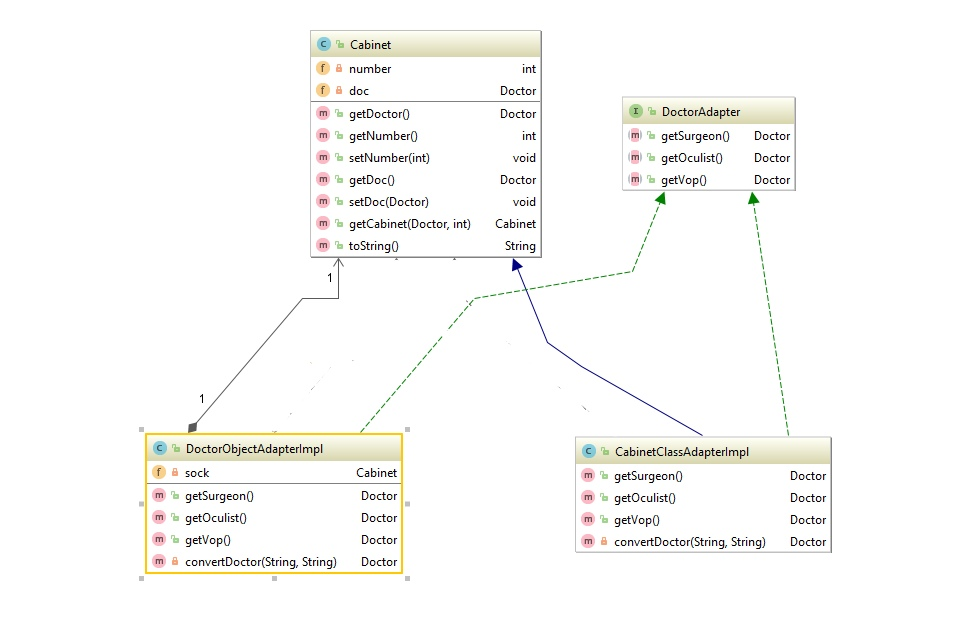 C Cabinet
f number int
f doc Doctor
m getDoctor() Doctor
m getNumber() int
m setNumber(int) void
m getDoc() Doctor
m setDoc(Doctor) void
m getCabinet(Doctor, int) Cabinet
m toString() String
I DoctorAdapter
m getSurgeon() Doctor
m getOculist() Doctor
m getVop() Doctor
1
1
C DoctorObjectAdapterImpl
f sock Cabinet
m getSurgeon() Doctor
m getOculist() Doctor
m getVop() Doctor
m convertDoctor(String, String) Doctor
C CabinetClassAdapterImpl
m getSurgeon() Doctor
m getOculist() Doctor
m getVop() Doctor
m convertDoctor(String, String) Doctor